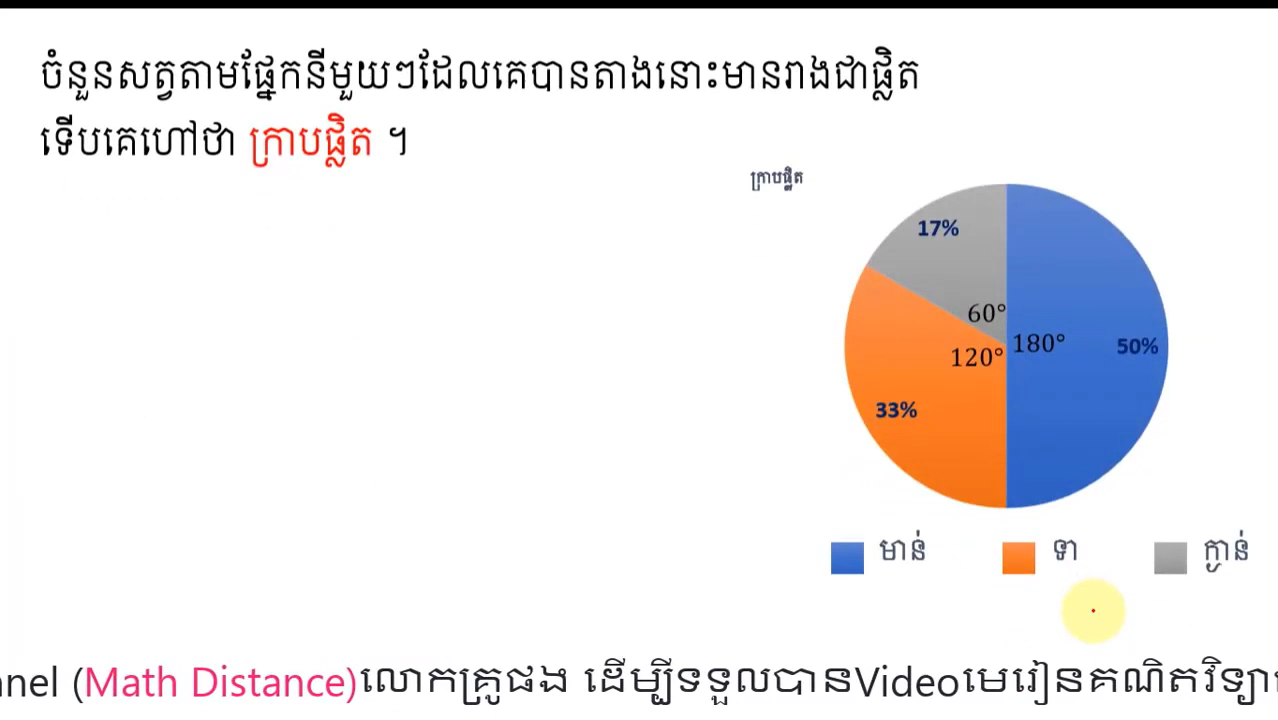 ចំនួនសត្វតាមផ្នែកនីមួយៗដែលគេបានតាងនោះមានរាងជាផ្លិត
ទើបគេហៅថា ក្រាបផ្លិត ។
ក្រាបផ្លិត
17%
60°
120°
180°
50%
33%
មាន់ ទា ក្ងាន់
nel (Math Distance)លោកគ្រូផង ដើម្បីទទួលបានVideoមេរៀនគណិតវិទ្យា